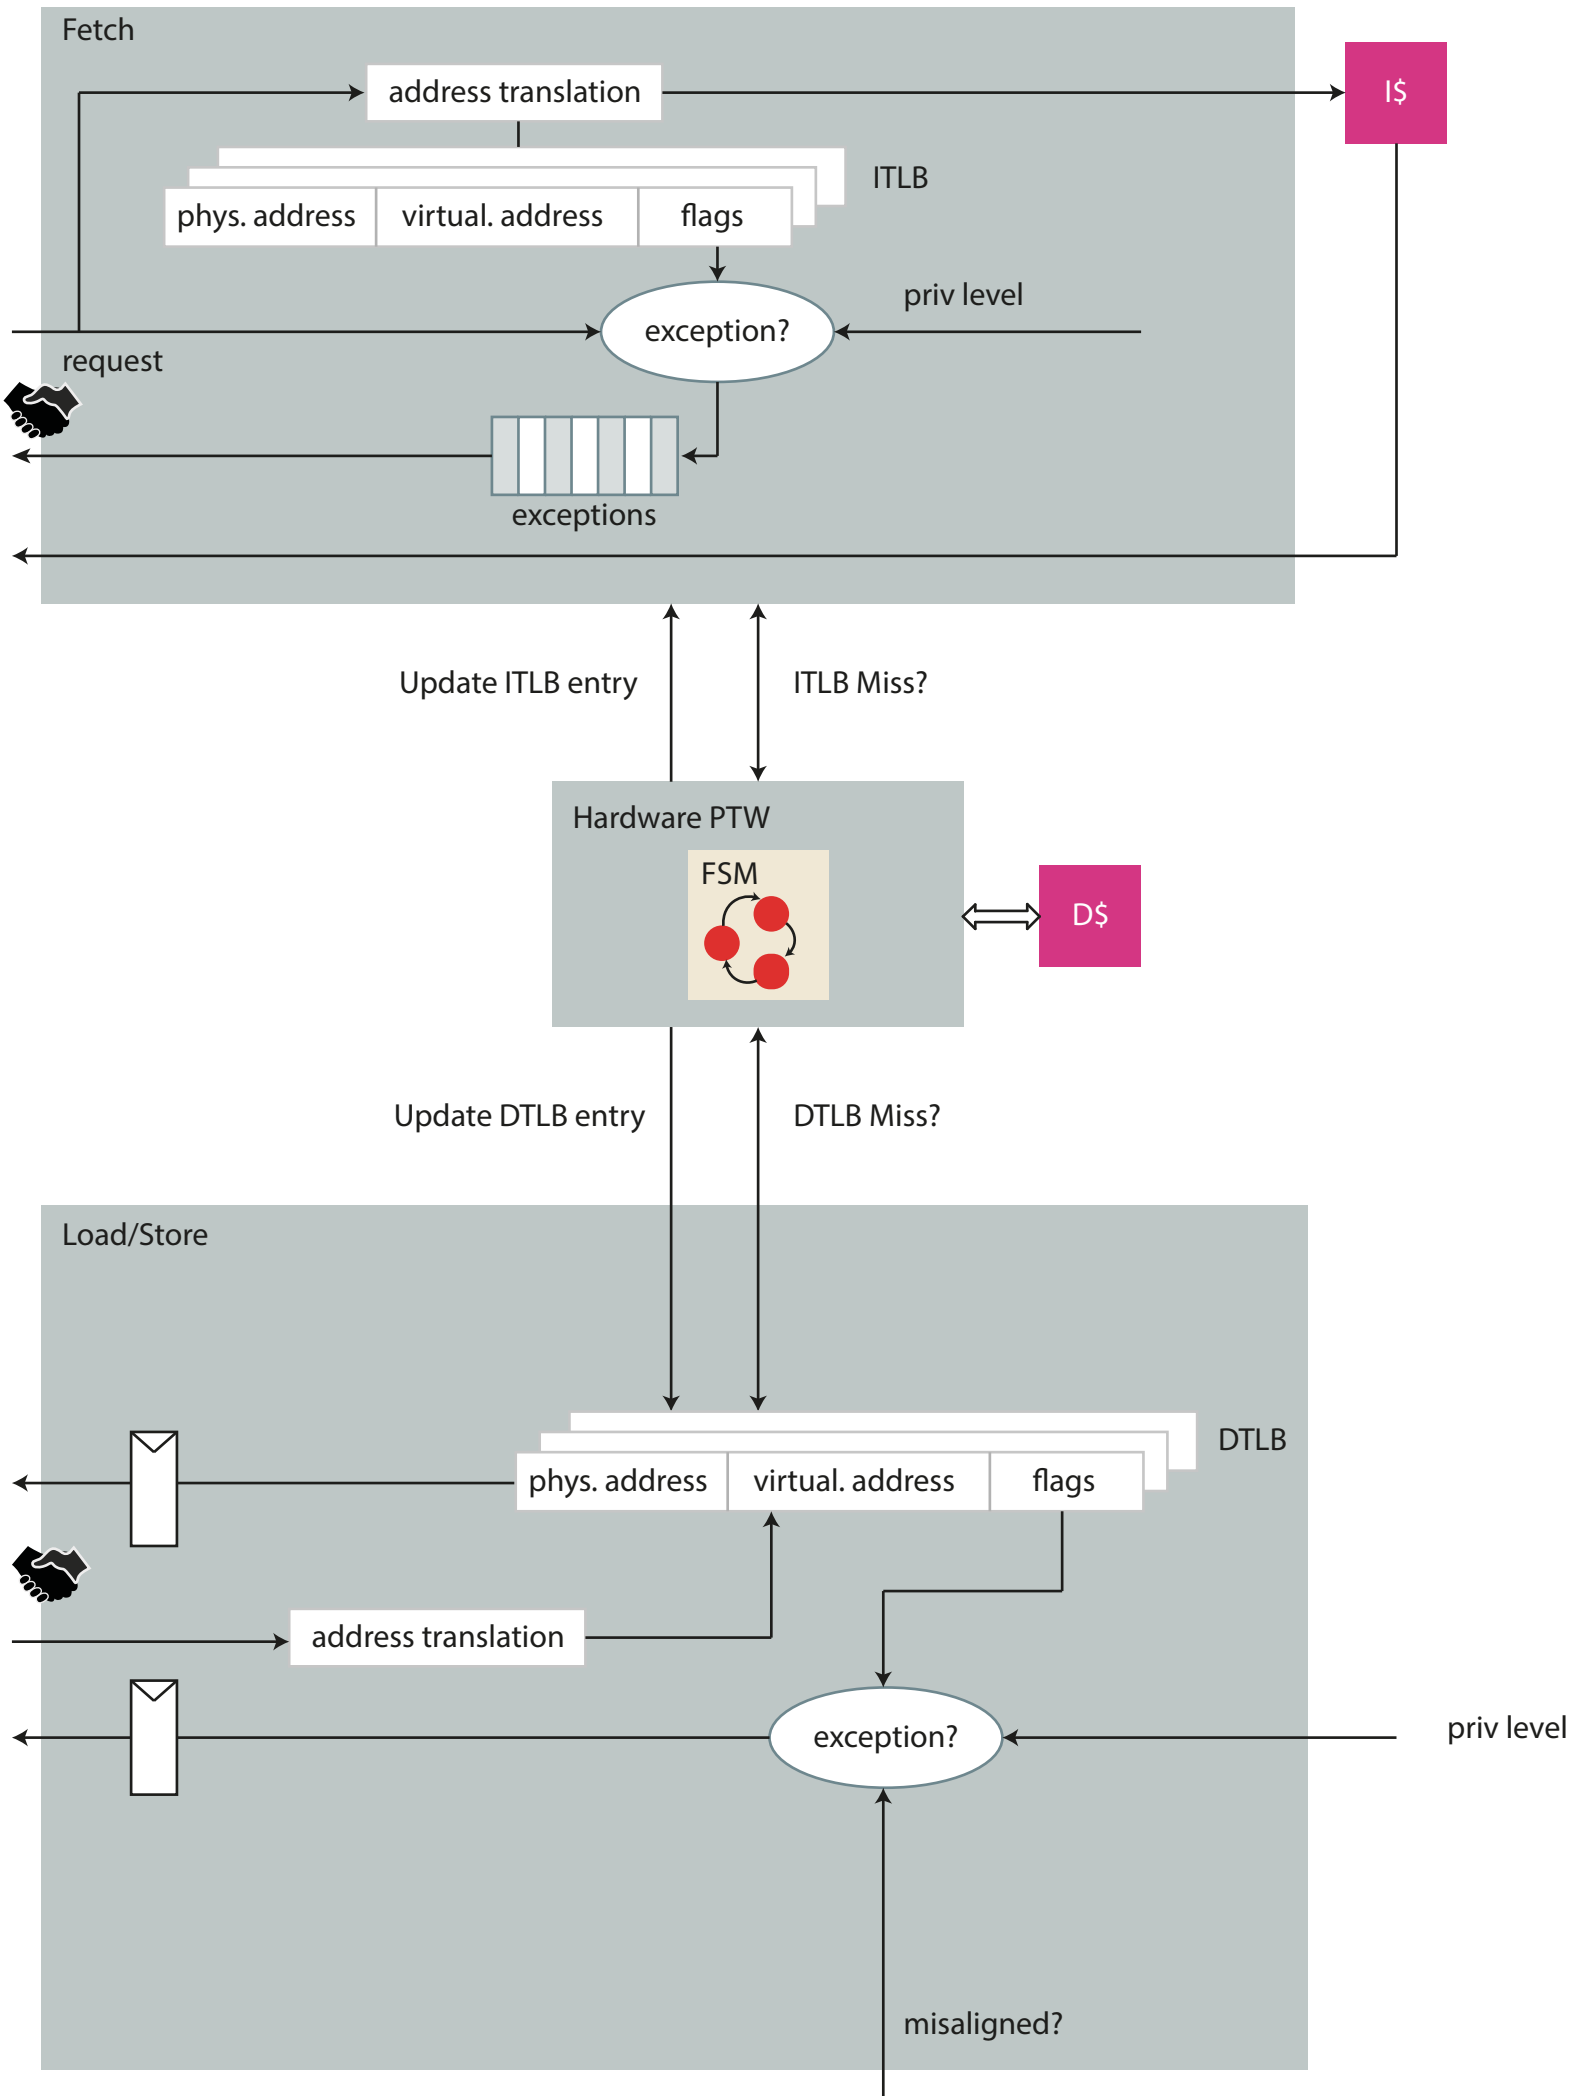 Fetch
address translation
I$
ITLB
phys. address
virtual. address
flags
priv level
exception?
request
exceptions
Update ITLB entry
ITLB Miss?
Hardware PTW
FSM
D$
Update DTLB entry
DTLB Miss?
Load/Store
DTLB
phys. address
virtual. address
flags
address translation
exception?
priv level
misaligned?